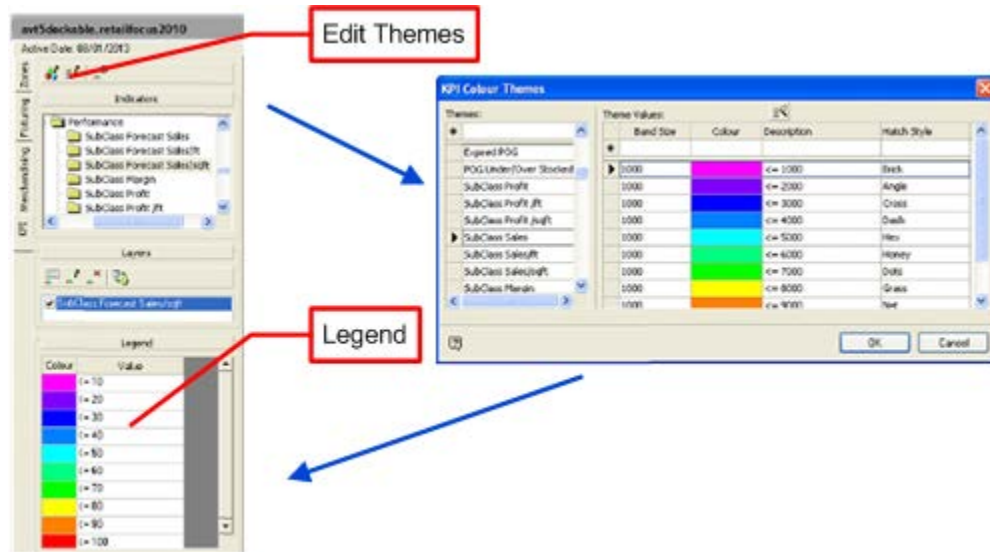 avt5dockable.retailfocus2010
Active Date: 08/01/2013
Zones
Fixturing
Merchandising
KPI
Indicators
Performance
SubClass Forecast Sales
SubClass Forecast Sales/ft
SubClass Forecast Sales/sqft
SubClass Margin
SubClass Profit
SubClass Profit /ft
Layers
SubClass Forecast Sales/sqft
Legend
Colour Value
<= 10
<= 20
<= 30
<= 40
<= 50
<= 60
<= 70
<= 80
<= 90
<= 100
Edit Themes
Legend
KPI Colour Themes
Themes:
Expired POG
POG Under/Over Stocked
SubClass Profit
SubClass Profit /ft
SubClass Profit /sqft
SubClass Sales
SubClass Sales/ft
SubClass Sales/sqft
SubClass Margin
Theme Values:
Band Size Colour Description Hatch Style
1000 <= 1000 Brick
1000 <= 2000 Angle
1000 <= 3000 Cross
1000 <= 4000 Dash
1000 <= 5000 Hex
1000 <= 6000 Honey
1000 <= 7000 Dots
1000 <= 8000 Grass
1000 <= 9000 Net
OK Cancel